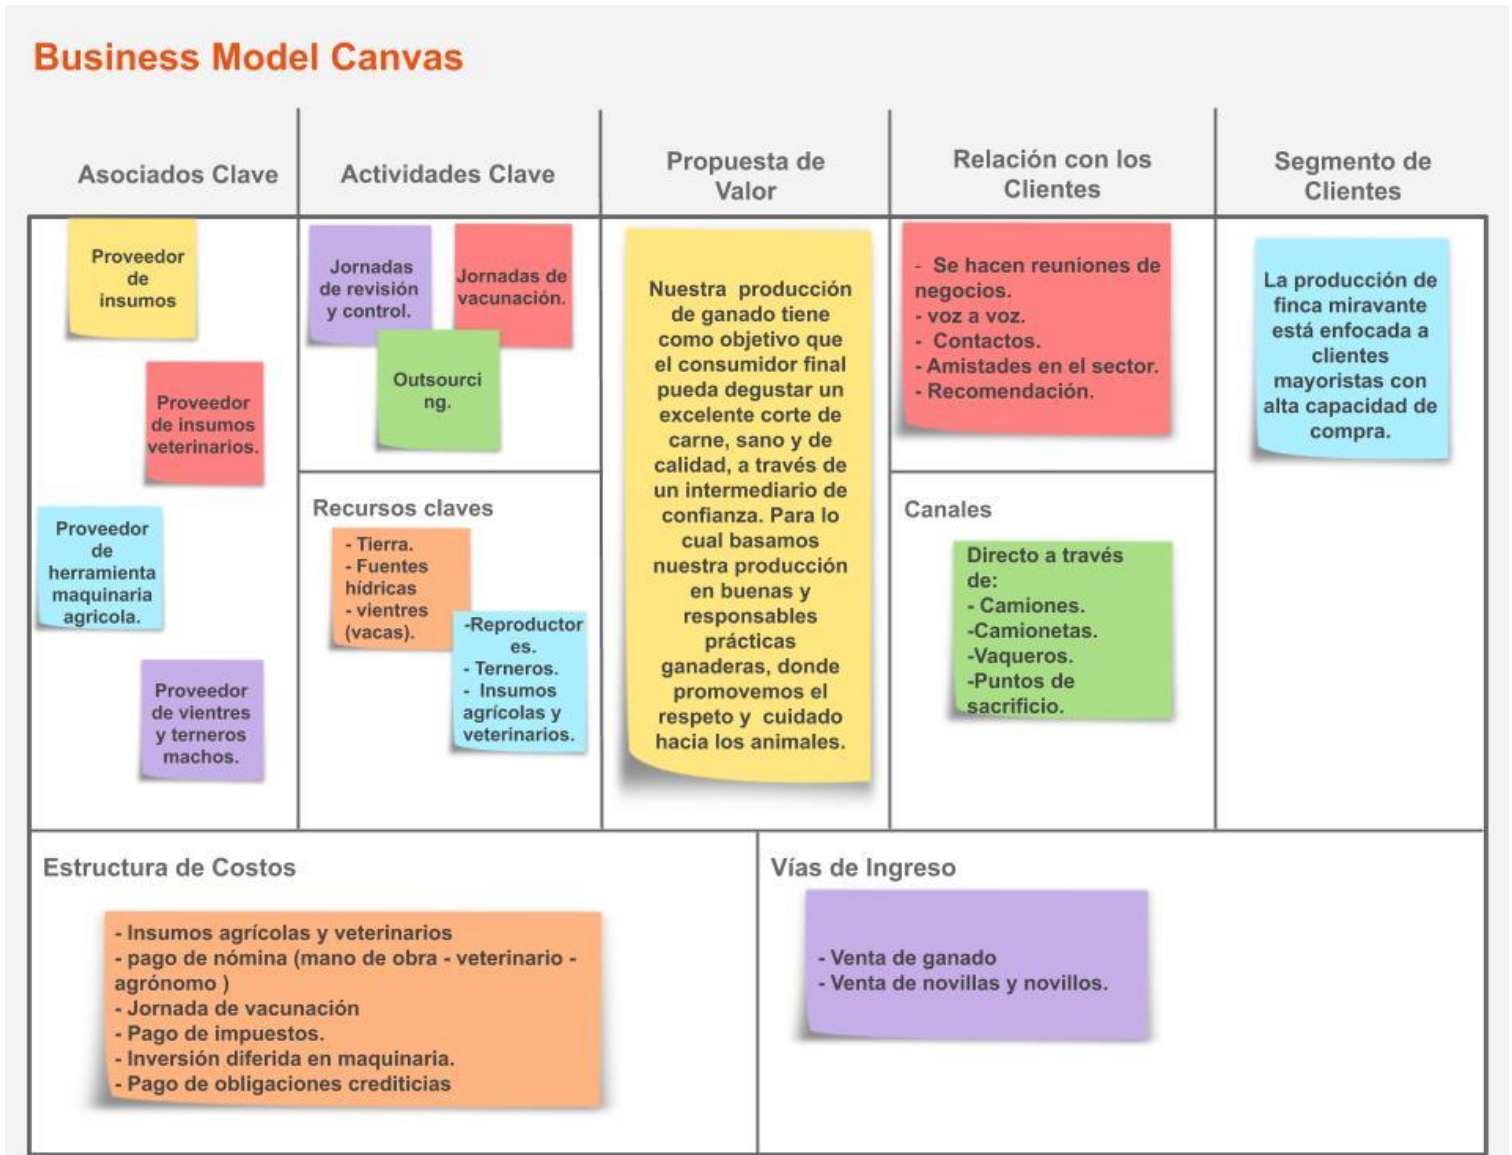 Business Model Canvas
Asociados Clave
Proveedor
de
insumos
Proveedor
de insumos
veterinarios.
Proveedor
de
herramienta
maquinaria
agricola.
Proveedor
de vientres
y terneros
machos.
Actividades Clave
Jornadas
de revisión
y control.
Jornadas de
vacunación.
Outsourci
ng.
Recursos claves
- Tierra.
- Fuentes
hídricas
- vientres
(vacas).
-Reproductor
es.
- Terneros.
- Insumos
agrícolas y
veterinarios.
Propuesta de
Valor
Nuestra producción
de ganado tiene
como objetivo que
el consumidor final
pueda degustar un
excelente corte de
carne, sano y de
calidad, a través de
un intermediario de
confianza. Para lo
cual basamos
nuestra producción
en buenas y
responsables
prácticas
ganaderas, donde
promovemos el
respeto y cuidado
hacia los animales.
Relación con los
Clientes
- Se hacen reuniones de
negocios.
- voz a voz.
- Contactos.
- Amistades en el sector.
- Recomendación.
Canales
Directo a través
de:
- Camiones.
-Camionetas.
-Vaqueros.
-Puntos de
sacrificio.
Segmento de
Clientes
La producción de
finca miravante
está enfocada a
clientes
mayoristas con
alta capacidad de
compra.
Estructura de Costos
- Insumos agrícolas y veterinarios
- pago de nómina (mano de obra - veterinario -
agrónomo )
- Jornada de vacunación
- Pago de impuestos.
- Inversión diferida en maquinaria.
- Pago de obligaciones crediticias
Vías de Ingreso
- Venta de ganado
- Venta de novillas y novillos.